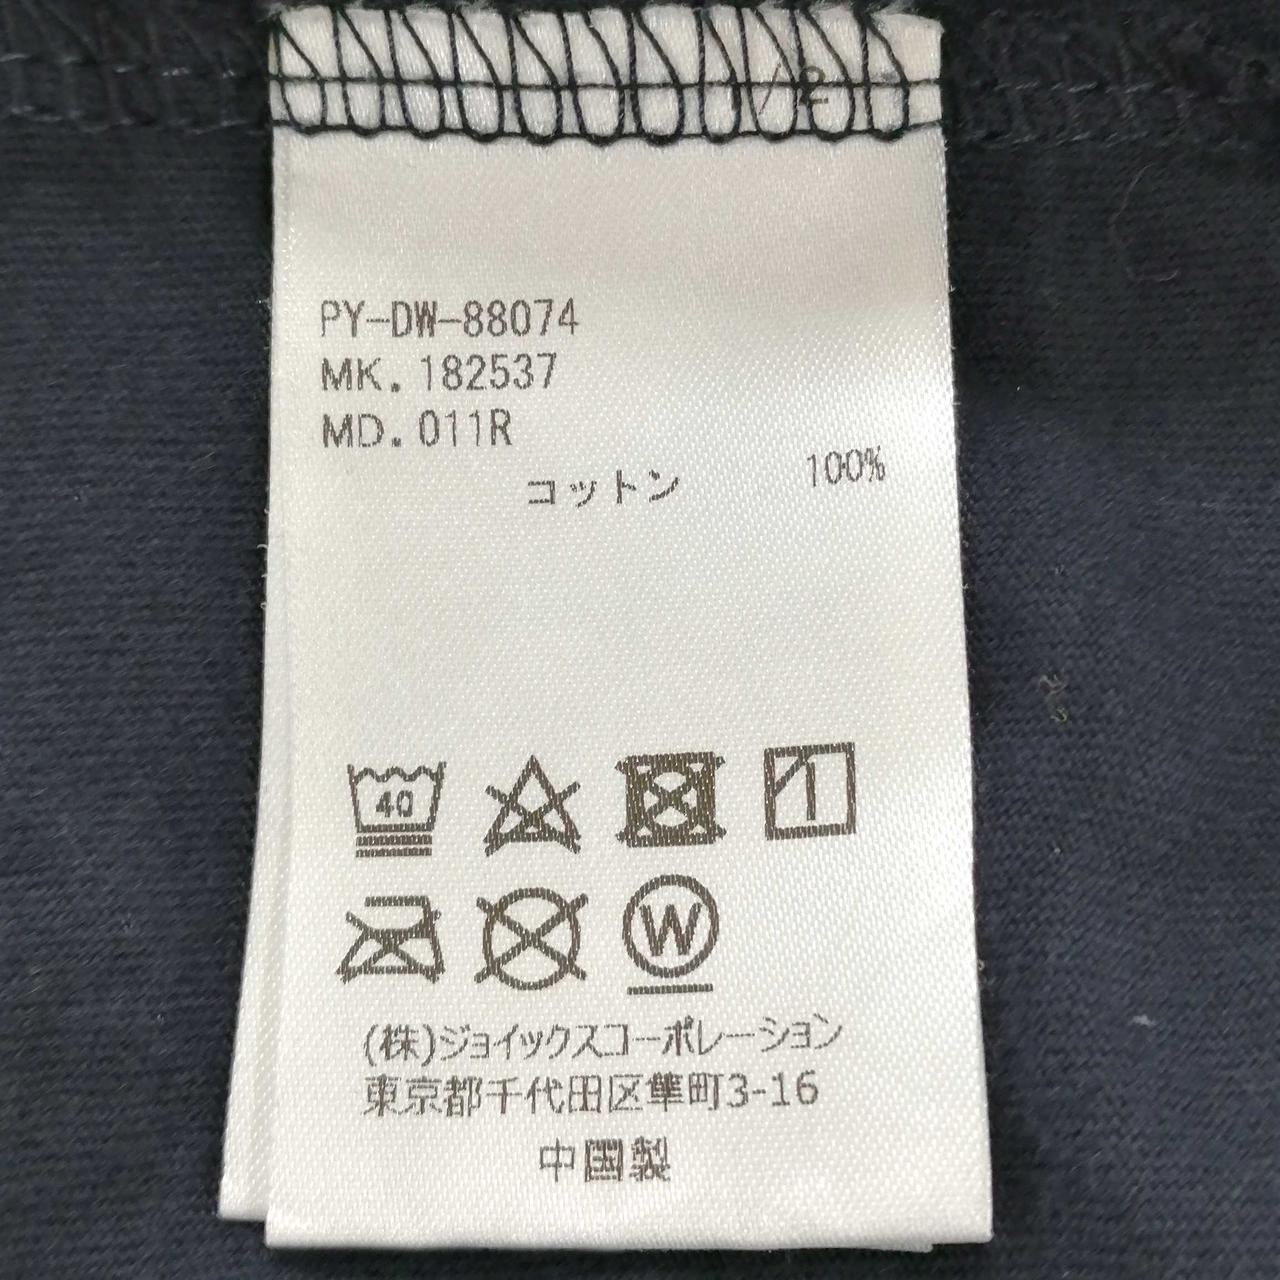 PY-DW-88074
MK. 182537
MD. 011R
コットン 100%
40
W
(株)ジョイックスコーポレーション
東京都千代田区隼町3-16
中国製